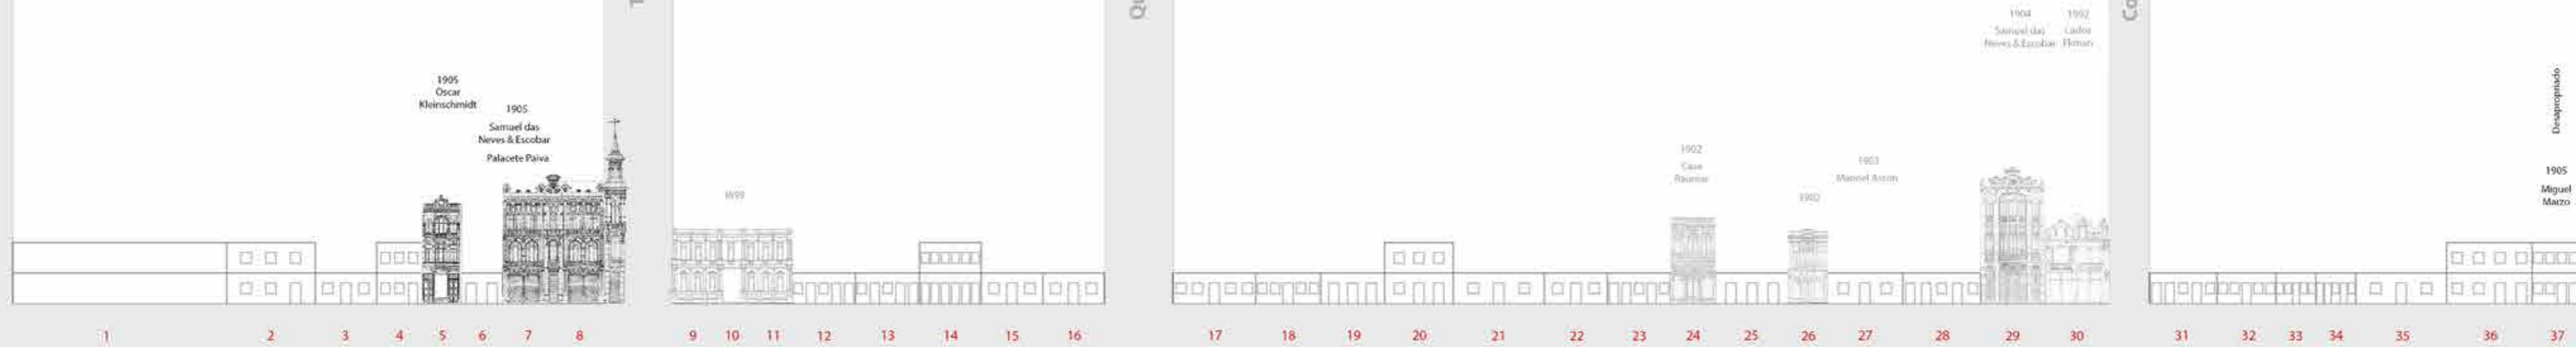 1905
Oscar
Kleinschmidt
1905
Samuel das
Neves & Escobar
Palacete Paiva
1899
1902
Casa
1902
1903
1904
Samuel das
Neves & Escobar
Desapropriado
1905
Miguel
Marzo
Qu
Co
1 2 3 4 5 6 7 8 9 10 11 12 13 14 15 16 17 18 19 20 21 22 23 24 25 26 27 28 29 30 31 32 33 34 35 36 37